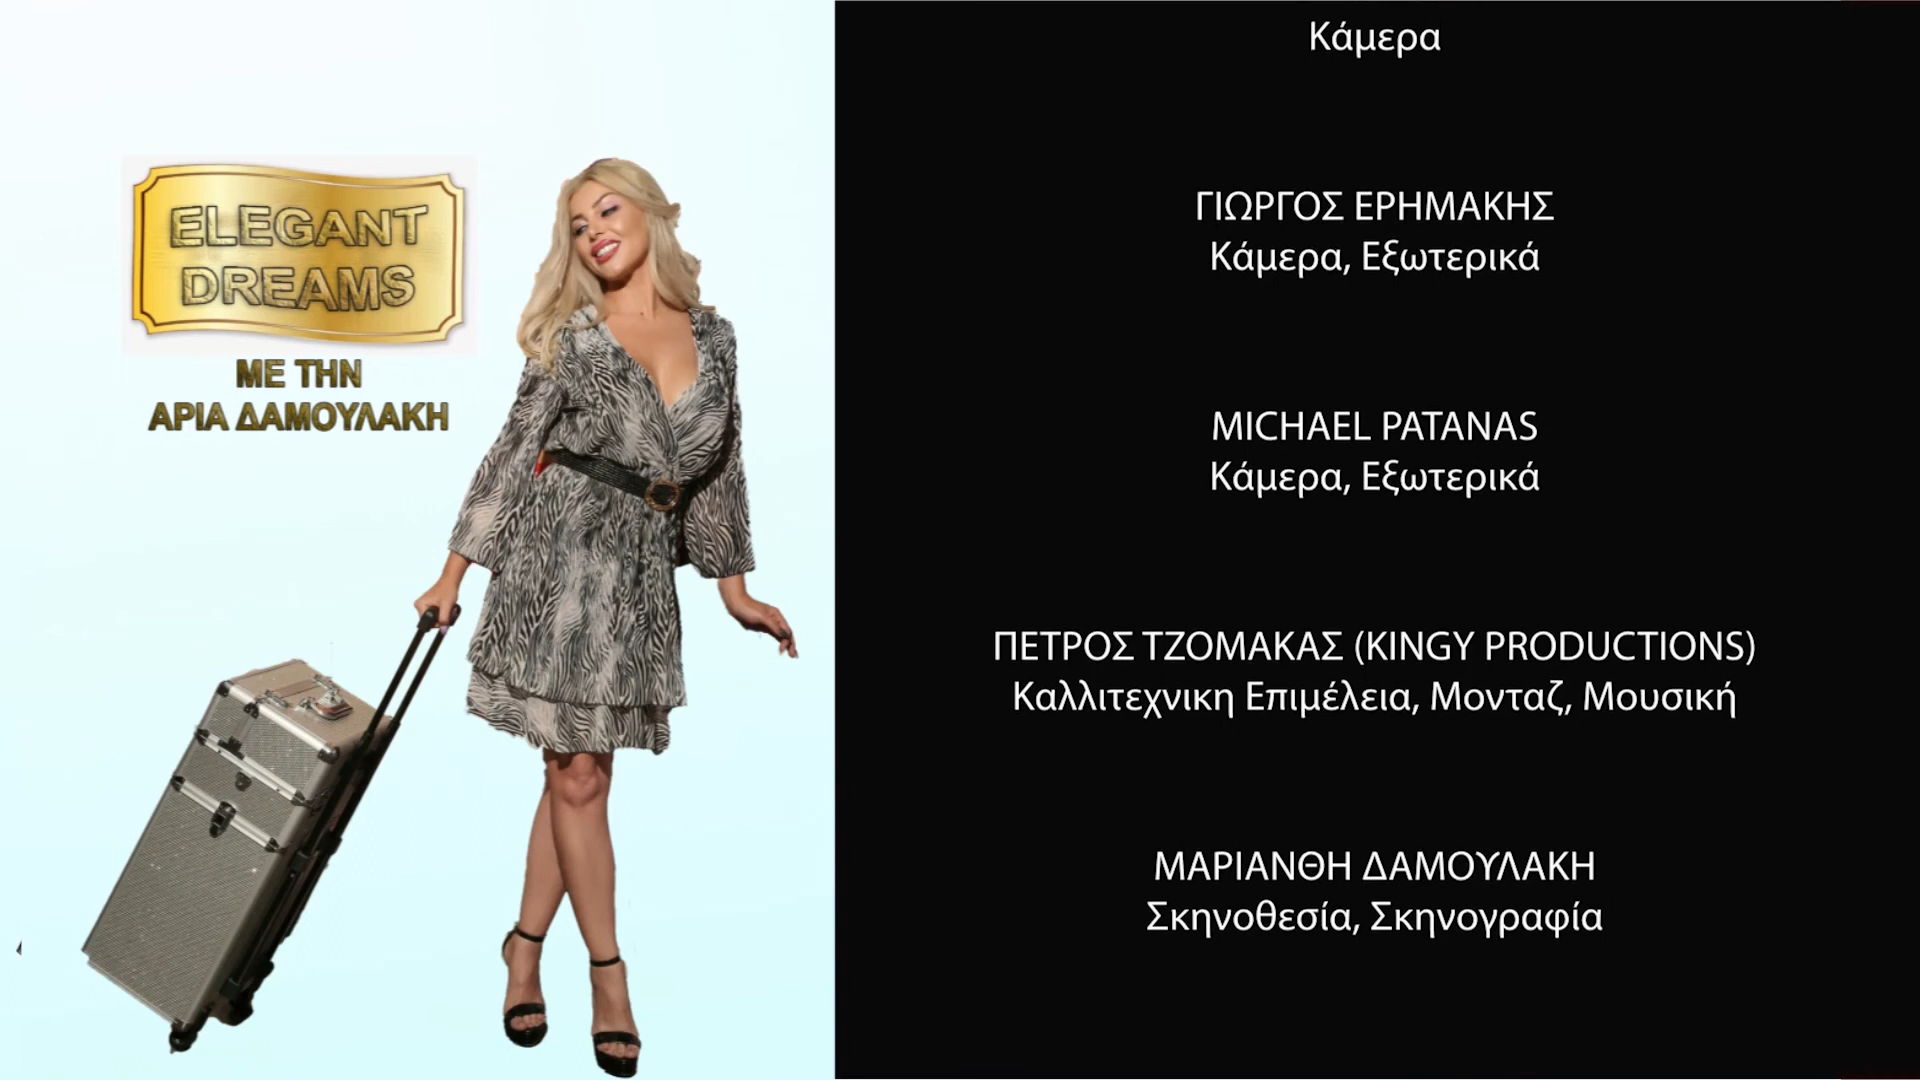 ELEGANT
DREAMS
ΜΕ ΤΗΝ
ΑΡΙΑ ΔΑΜΟΥΛΑΚΗ
Κάμερα
ΓΙΩΡΓΟΣ ΕΡΗΜΑΚΗΣ
Κάμερα, Εξωτερικά
MICHAEL PATANAS
Κάμερα, Εξωτερικά
ΠΕΤΡΟΣ ΤΖΟΜΑΚΑΣ (KINGY PRODUCTIONS)
Καλλιτεχνικη Επιμέλεια, Μονταζ, Μουσική
ΜΑΡΙΑΝΘΗ ΔΑΜΟΥΛΑΚΗ
Σκηνοθεσία, Σκηνογραφία